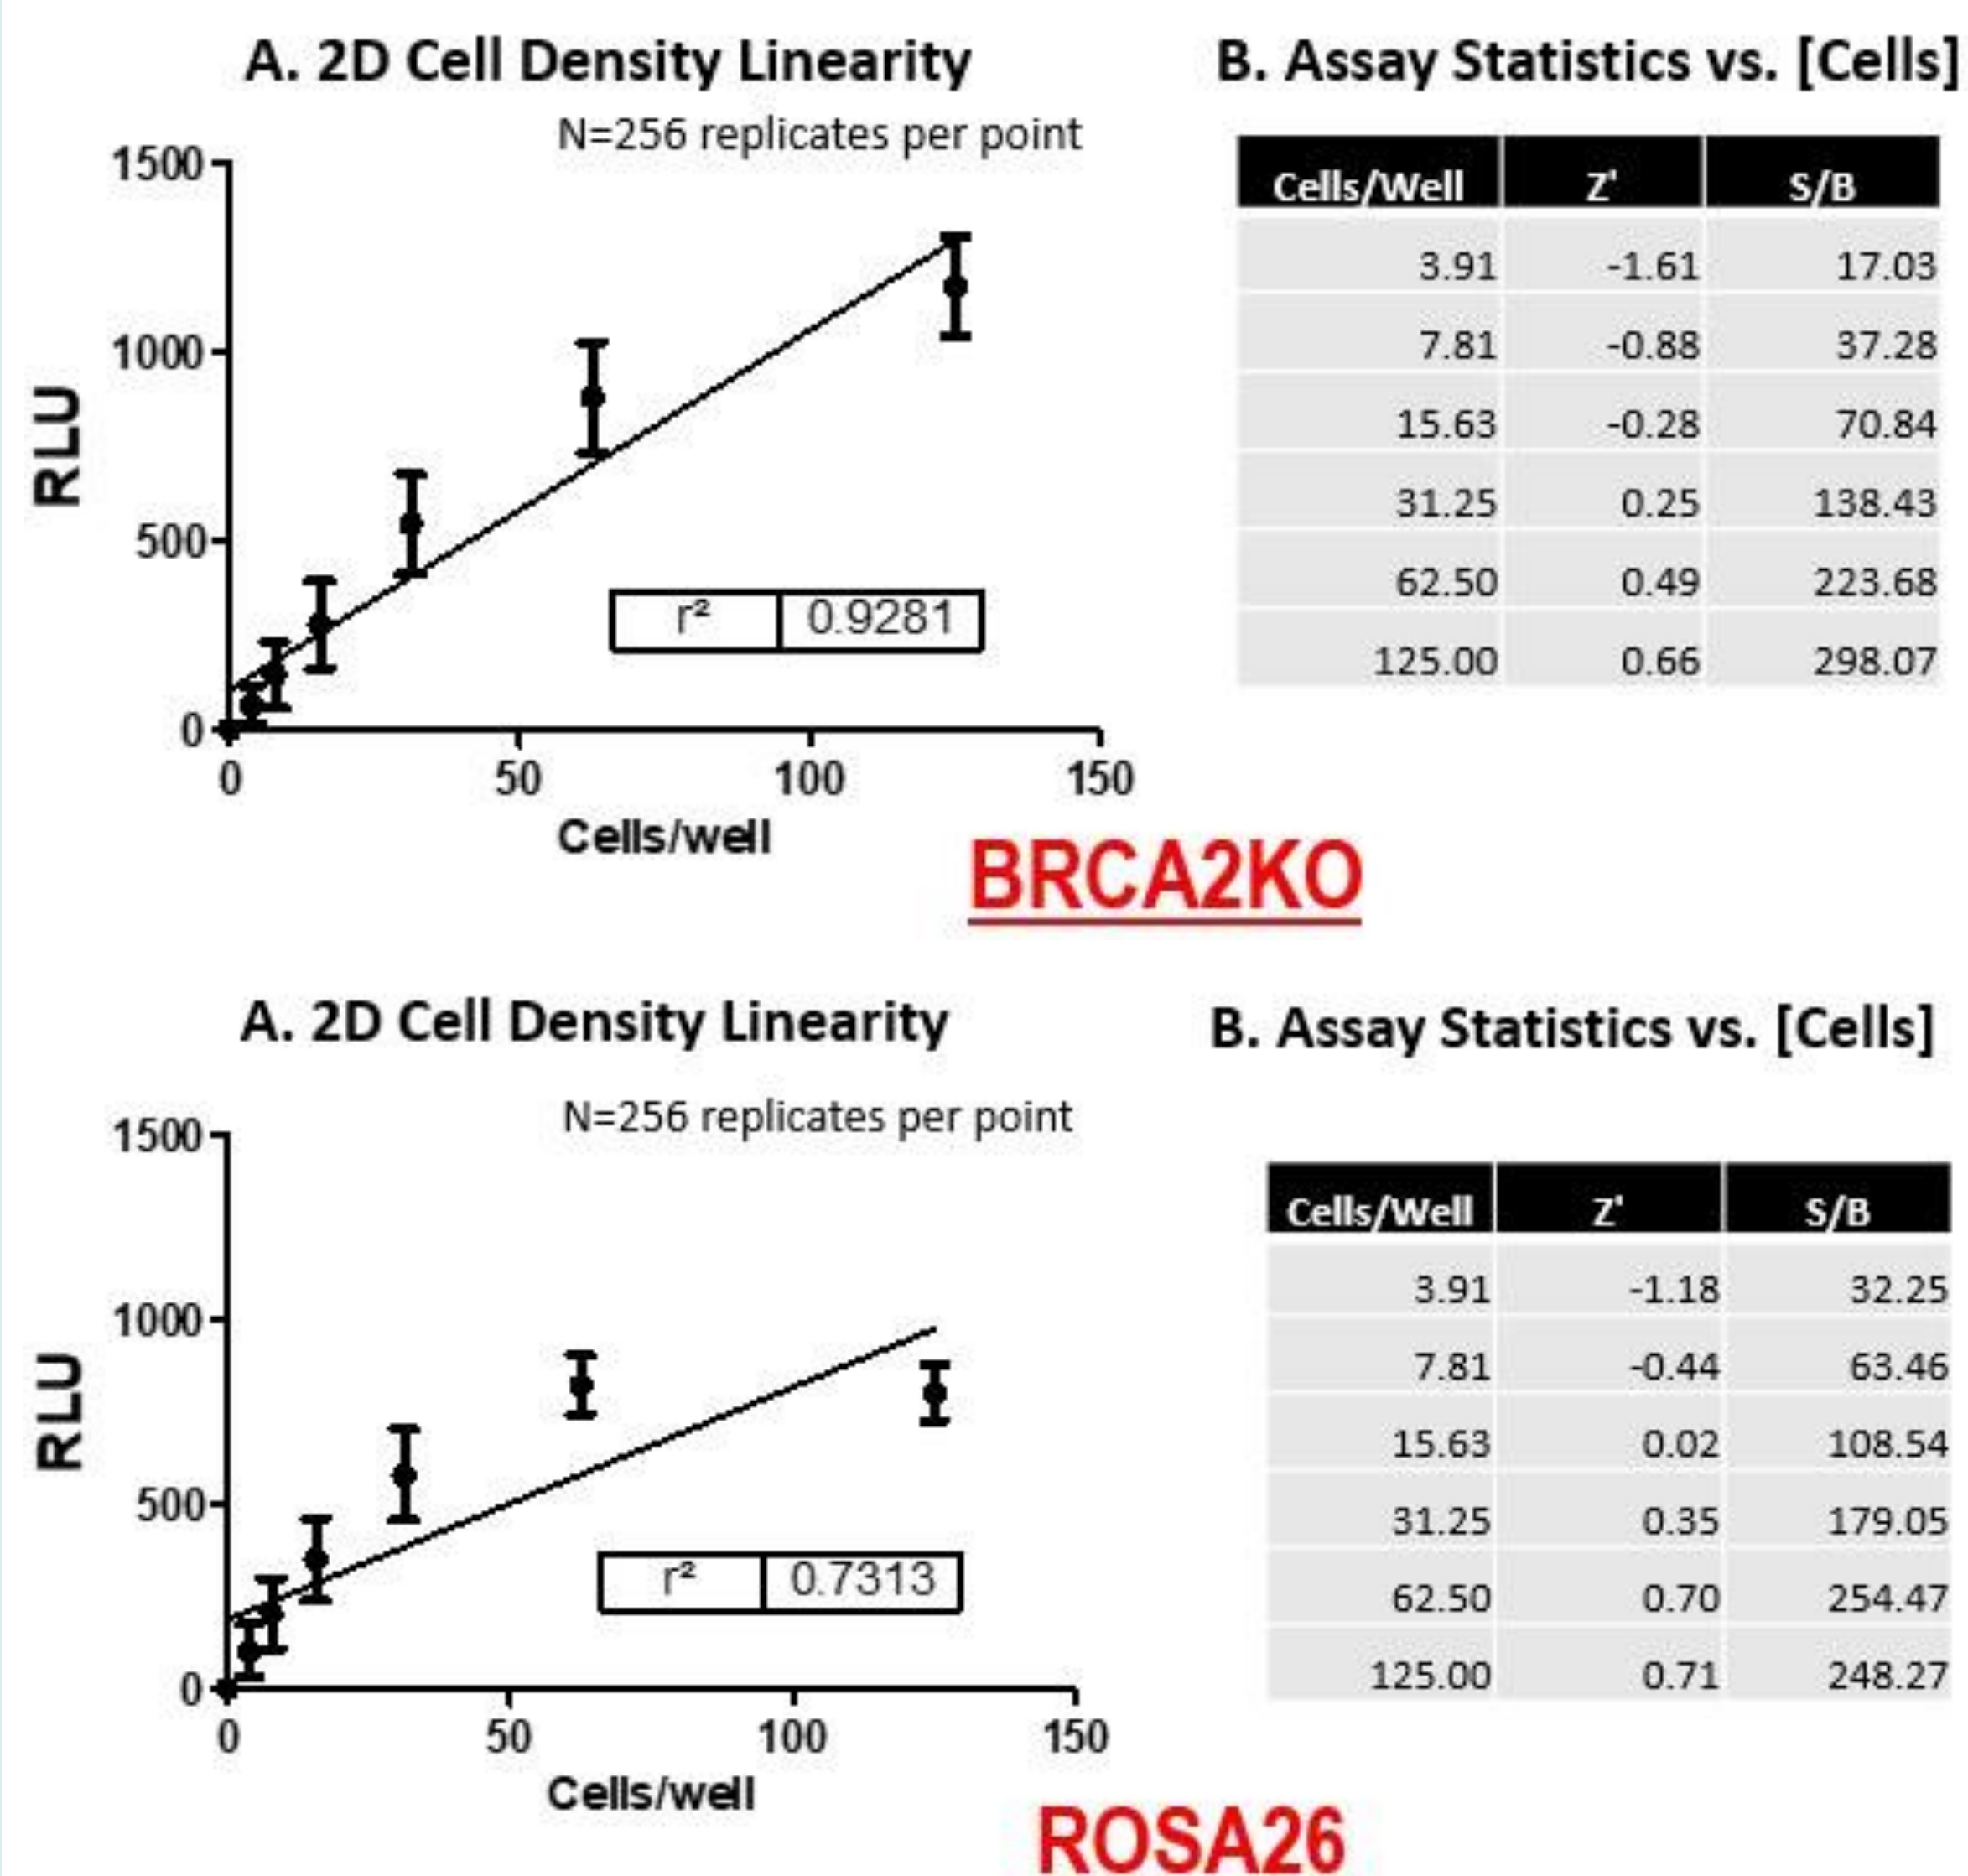 A. 2D Cell Density Linearity
N=256 replicates per point
1500
1000
500
0
RLU
0 50 100 150
Cells/well
r² 0.9281
B. Assay Statistics vs. [Cells]
Cells/Well Z' S/B
3.91 -1.61 17.03
7.81 -0.88 37.28
15.63 -0.28 70.84
31.25 0.25 138.43
62.50 0.49 223.68
125.00 0.66 298.07
BRCA2KO
A. 2D Cell Density Linearity
N=256 replicates per point
1500
1000
500
0
RLU
0 50 100 150
Cells/well
r² 0.7313
B. Assay Statistics vs. [Cells]
Cells/Well Z' S/B
3.91 -1.18 32.25
7.81 -0.44 63.46
15.63 0.02 108.54
31.25 0.35 179.05
62.50 0.70 254.47
125.00 0.71 248.27
ROSA26